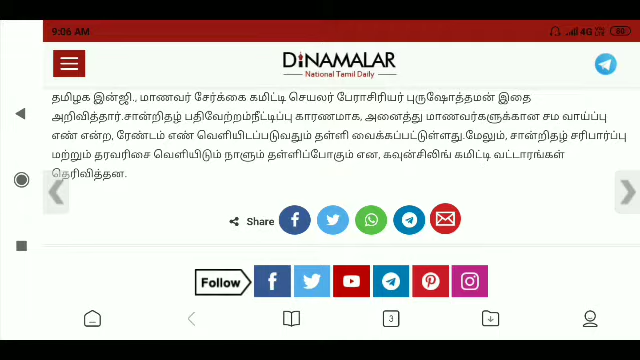 9:06 AM
4G
80
DINAMALAR
National Tamil Daily
தமிழக இன்ஜி., மாணவர் சேர்க்கை கமிட்டி செயலர் பேராசிரியர் புருஷோத்தமன் இதை
அறிவித்தார்.சான்றிதழ் பதிவேற்றம்நீட்டிப்பு காரணமாக, அனைத்து மாணவர்களுக்கான சம வாய்ப்பு
எண் என்ற, ரேண்டம் எண் வெளியிடப்படுவதும் தள்ளி வைக்கப்பட்டுள்ளது.மேலும், சான்றிதழ் சரிபார்ப்பு
மற்றும் தரவரிசை வெளியிடும் நாளும் தள்ளிப்போகும் என, கவுன்சிலிங் கமிட்டி வட்டாரங்கள்
தெரிவித்தன.
Share
Follow
3